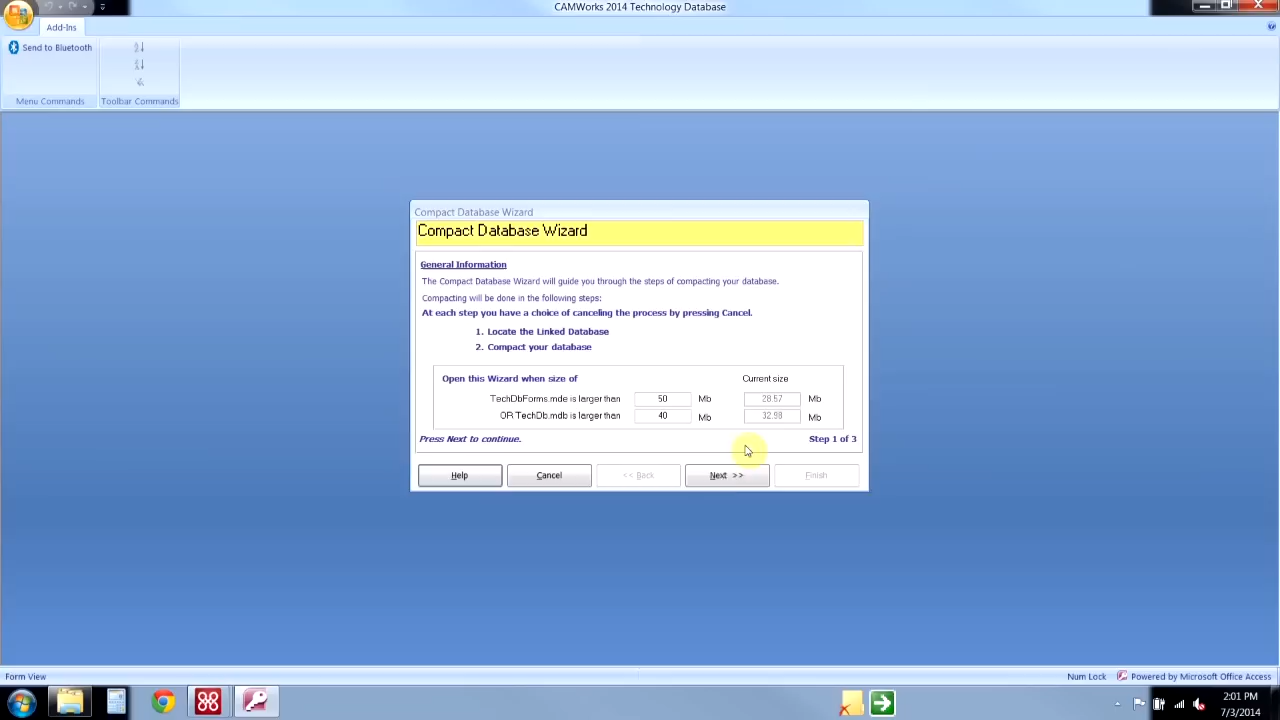 CAMWorks 2014 Technology Database
Add-Ins
Send to Bluetooth
Menu Commands
Toolbar Commands
Compact Database Wizard
Compact Database Wizard
General Information
The Compact Database Wizard will guide you through the steps of compacting your database.
Compacting will be done in the following steps:
At each step you have a choice of canceling the process by pressing Cancel.
1. Locate the Linked Database
2. Compact your database
Open this Wizard when size of Current size
TechDbForms.mde is larger than 50 Mb 28.57 Mb
OR TechDb.mdb is larger than 40 Mb 32.98 Mb
Press Next to continue. Step 1 of 3
Help Cancel << Back Next >> Finish
Form View Num Lock Powered by Microsoft Office Access
2:01 PM
7/3/2014